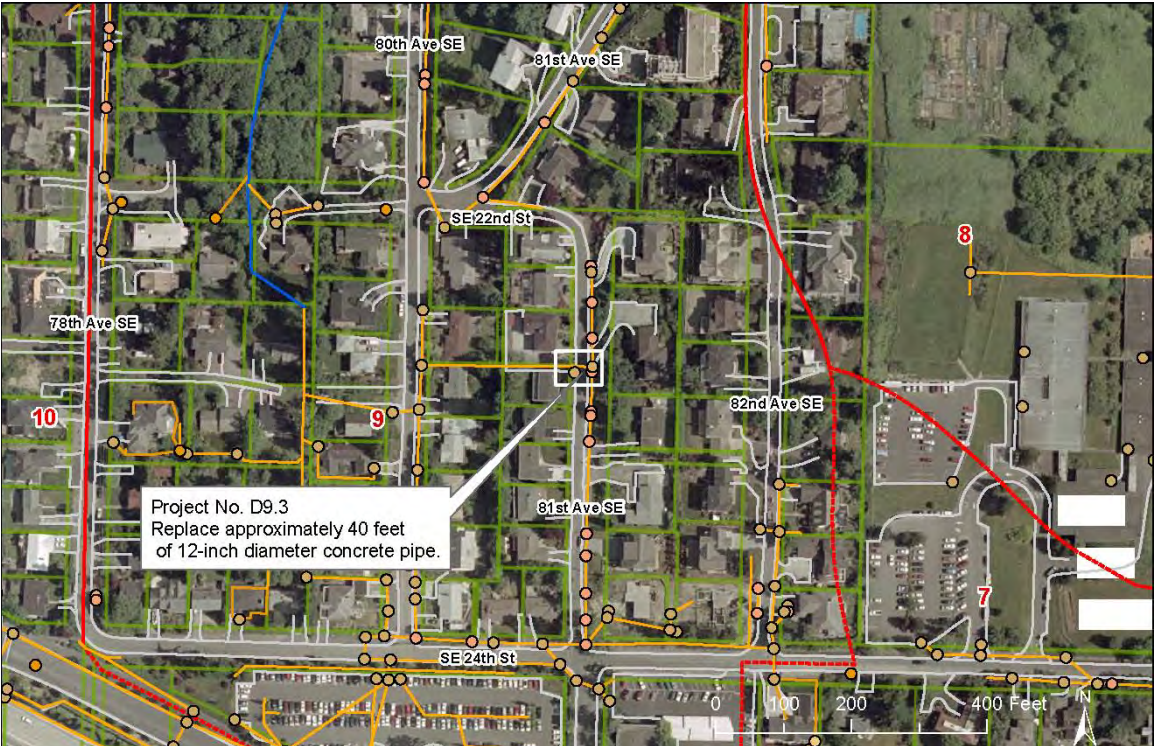 80th Ave SE
81st Ave SE
SE 22nd St
8
78th Ave SE
82nd Ave SE
10
9
Project No. D9.3
Replace approximately 40 feet
of 12-inch diameter concrete pipe.
81st Ave SE
7
SE 24th St
0 100 200 400 Feet
N